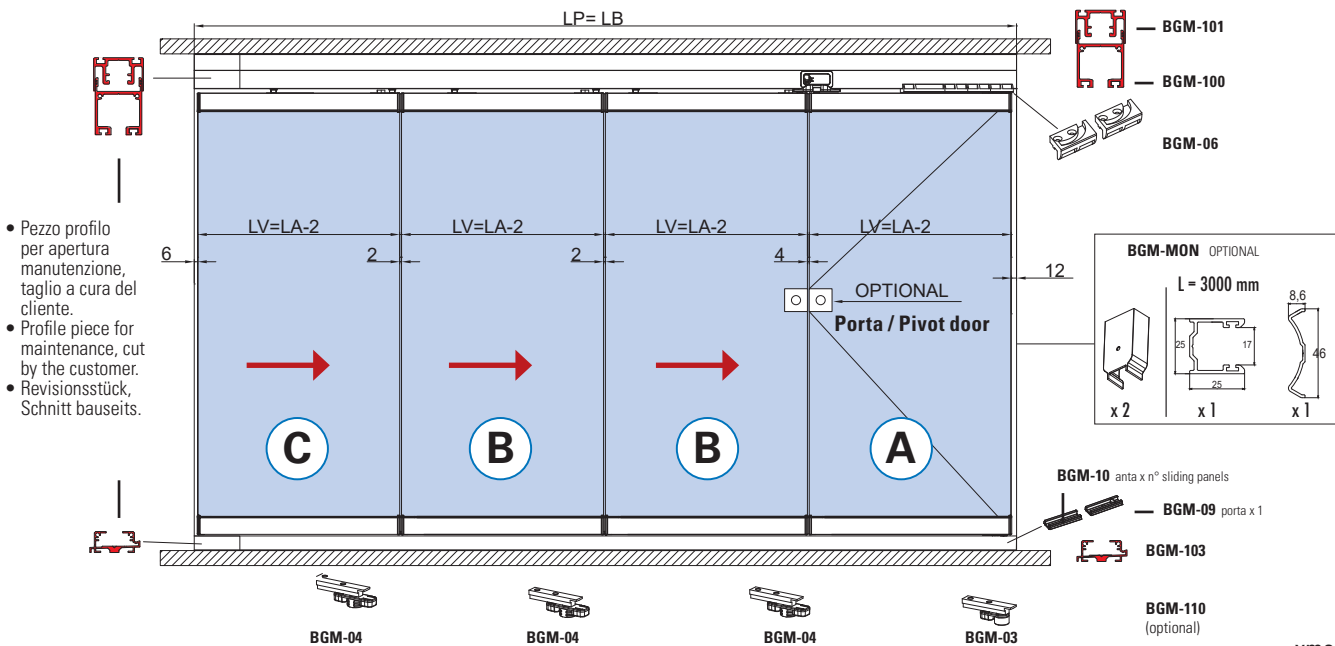 LP= LB
BGM-101
BGM-100
BGM-06
• Pezzo profilo
per apertura
manutenzione,
taglio a cura del
cliente.
• Profile piece for
maintenance, cut
by the customer.
• Revisionsstück,
Schnitt bauseits.
LV=LA-2
LV=LA-2
LV=LA-2
LV=LA-2
6
2
2
4
12
OPTIONAL
Porta / Pivot door
BGM-MON OPTIONAL
L = 3000 mm
8,6
25
17
46
25
x 2
x 1
x 1
C
B
B
A
BGM-10 anta x n° sliding panels
BGM-09 porta x 1
BGM-103
BGM-110
(optional)
BGM-04
BGM-04
BGM-04
BGM-03